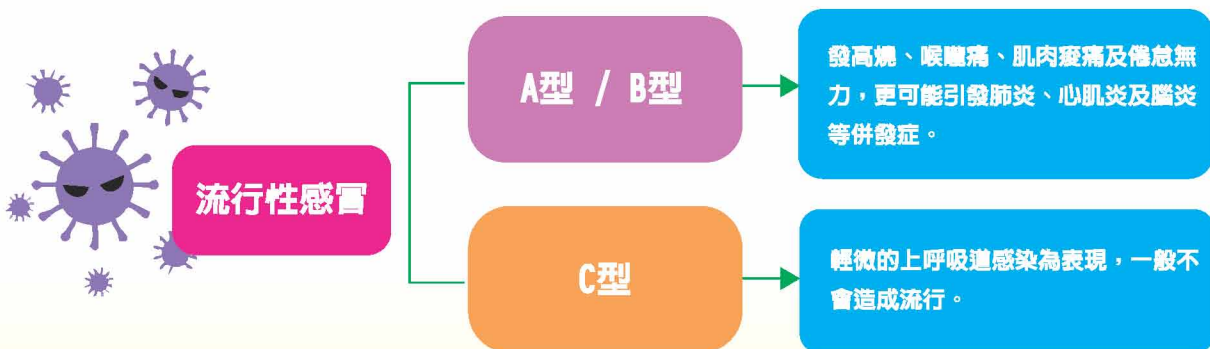 流行性感冒
A型 / B型
發高燒、喉嚨痛、肌肉痠痛及倦怠無
力，更可能引發肺炎、心肌炎及腦炎
等併發症。
C型
輕微的上呼吸道感染為表現，一般不
會造成流行。